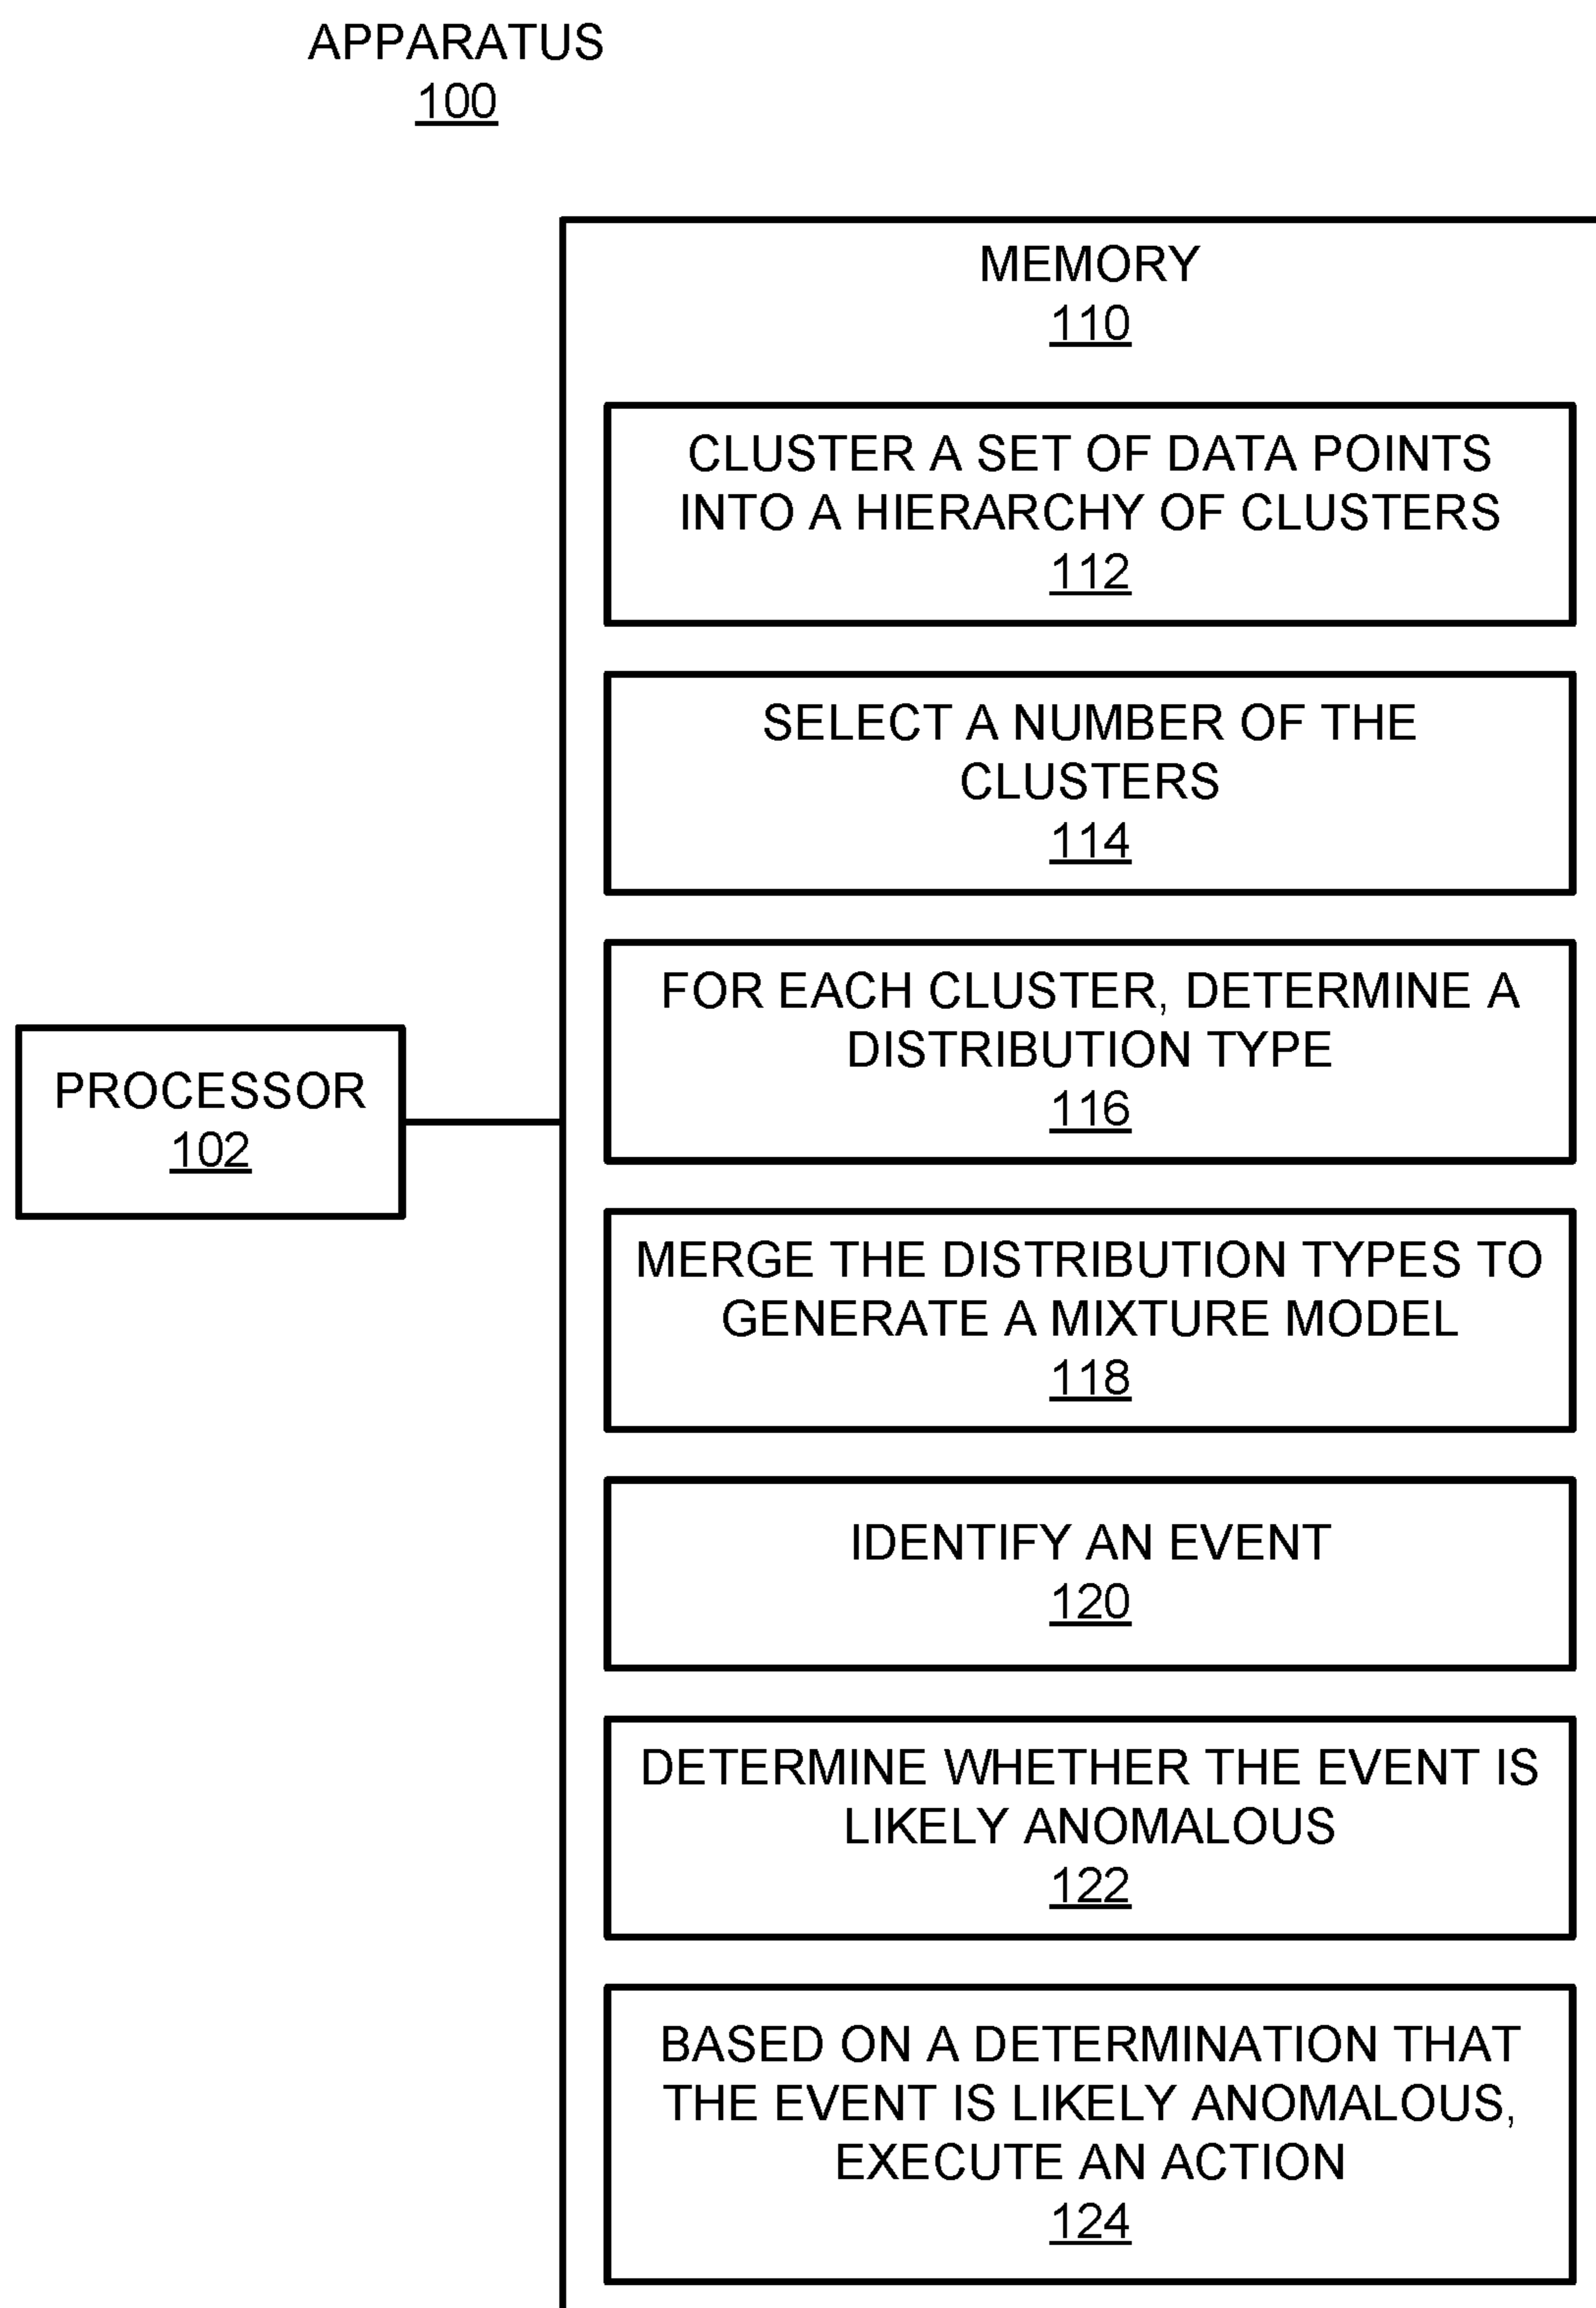 APPARATUS
100
MEMORY
110
CLUSTER A SET OF DATA POINTS
INTO A HIERARCHY OF CLUSTERS
112
SELECT A NUMBER OF THE
CLUSTERS
114
FOR EACH CLUSTER, DETERMINE A
DISTRIBUTION TYPE
116
PROCESSOR
102
MERGE THE DISTRIBUTION TYPES TO
GENERATE A MIXTURE MODEL
118
IDENTIFY AN EVENT
120
DETERMINE WHETHER THE EVENT IS
LIKELY ANOMALOUS
122
BASED ON A DETERMINATION THAT
THE EVENT IS LIKELY ANOMALOUS,
EXECUTE AN ACTION
124